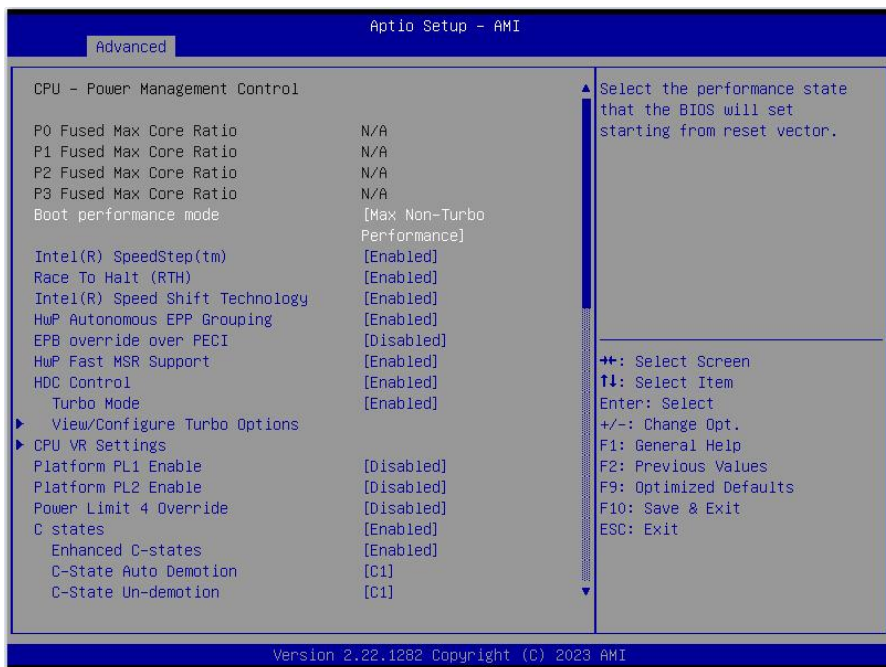 Aptio Setup – AMI
Advanced
CPU – Power Management Control
P0 Fused Max Core Ratio N/A
P1 Fused Max Core Ratio N/A
P2 Fused Max Core Ratio N/A
P3 Fused Max Core Ratio N/A
Boot performance mode [Max Non-Turbo
Performance]
Intel(R) SpeedStep(tm) [Enabled]
Race To Halt (RTH) [Enabled]
Intel(R) Speed Shift Technology [Enabled]
HwP Autonomous EPP Grouping [Enabled]
EPB override over PECI [Disabled]
HwP Fast MSR Support [Enabled]
HDC Control [Enabled]
Turbo Mode [Enabled]
View/Configure Turbo Options
CPU VR Settings
Platform PL1 Enable [Disabled]
Platform PL2 Enable [Disabled]
Power Limit 4 Override [Disabled]
C states [Enabled]
Enhanced C-states [Enabled]
C-State Auto Demotion [C1]
C-State Un-demotion [C1]
Select the performance state
that the BIOS will set
starting from reset vector.
→←: Select Screen
↑↓: Select Item
Enter: Select
+/-: Change Opt.
F1: General Help
F2: Previous Values
F9: Optimized Defaults
F10: Save & Exit
ESC: Exit
Version 2.22.1282 Copyright (C) 2023 AMI